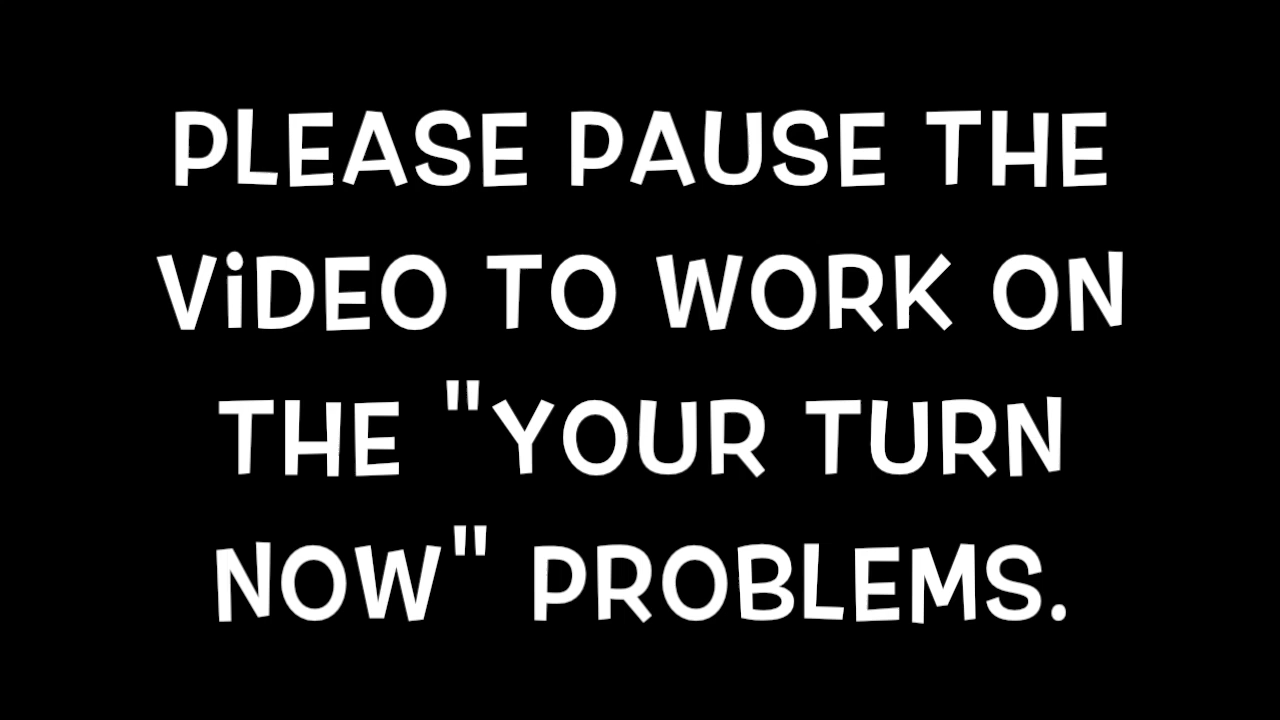 PLEASE PAUSE THE
ViDEO TO WORK ON
THE "YOUR TURN
NOW" PROBLEMS.